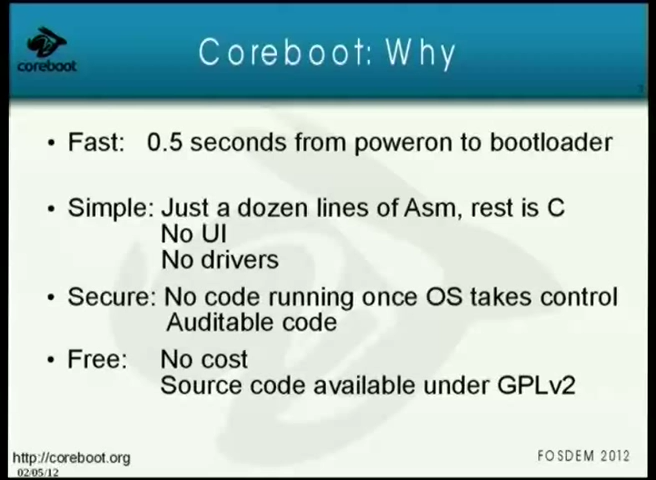 coreboot
Coreboot: Why
• Fast: 0.5 seconds from poweron to bootloader
• Simple: Just a dozen lines of Asm, rest is C
No UI
No drivers
• Secure: No code running once OS takes control
Auditable code
• Free: No cost
Source code available under GPLv2
http://coreboot.org
FOSDEM 2012
02/05/12